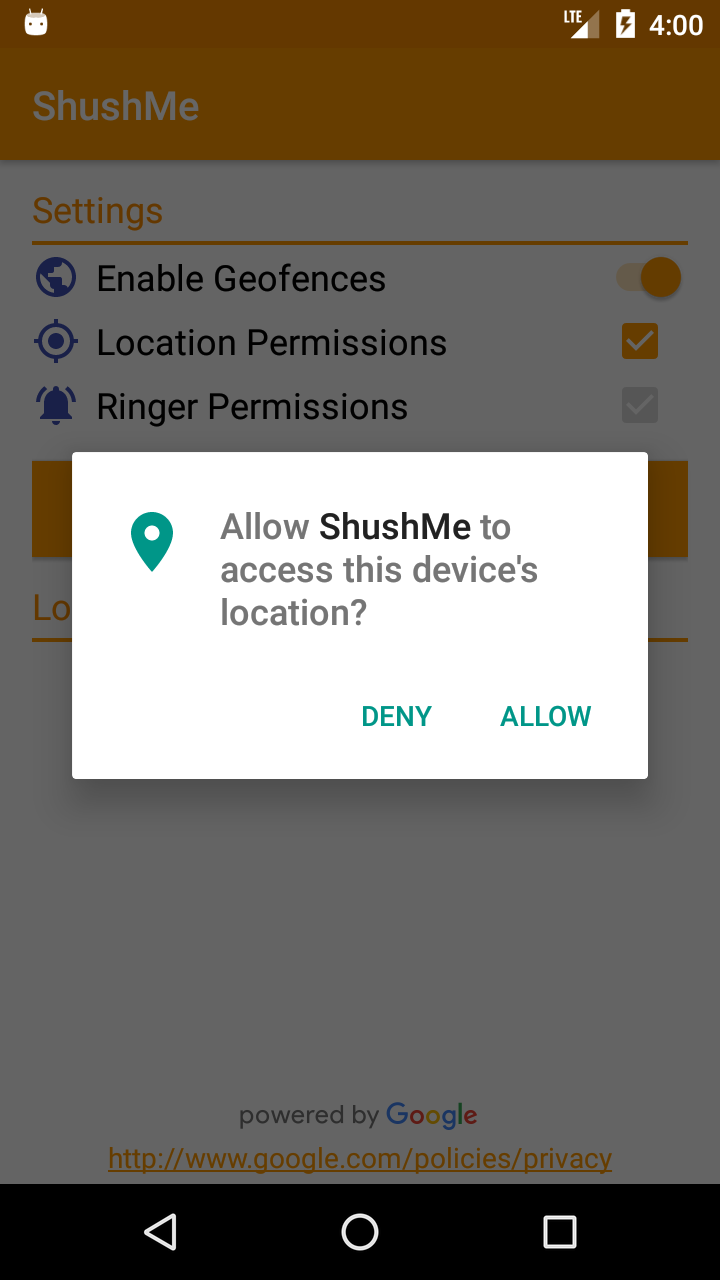 LTE 4:00
ShushMe
Settings
Enable Geofences
Location Permissions
Ringer Permissions
Allow ShushMe to
access this device's
location?
Lo
DENY ALLOW
powered by Google
http://www.google.com/policies/privacy